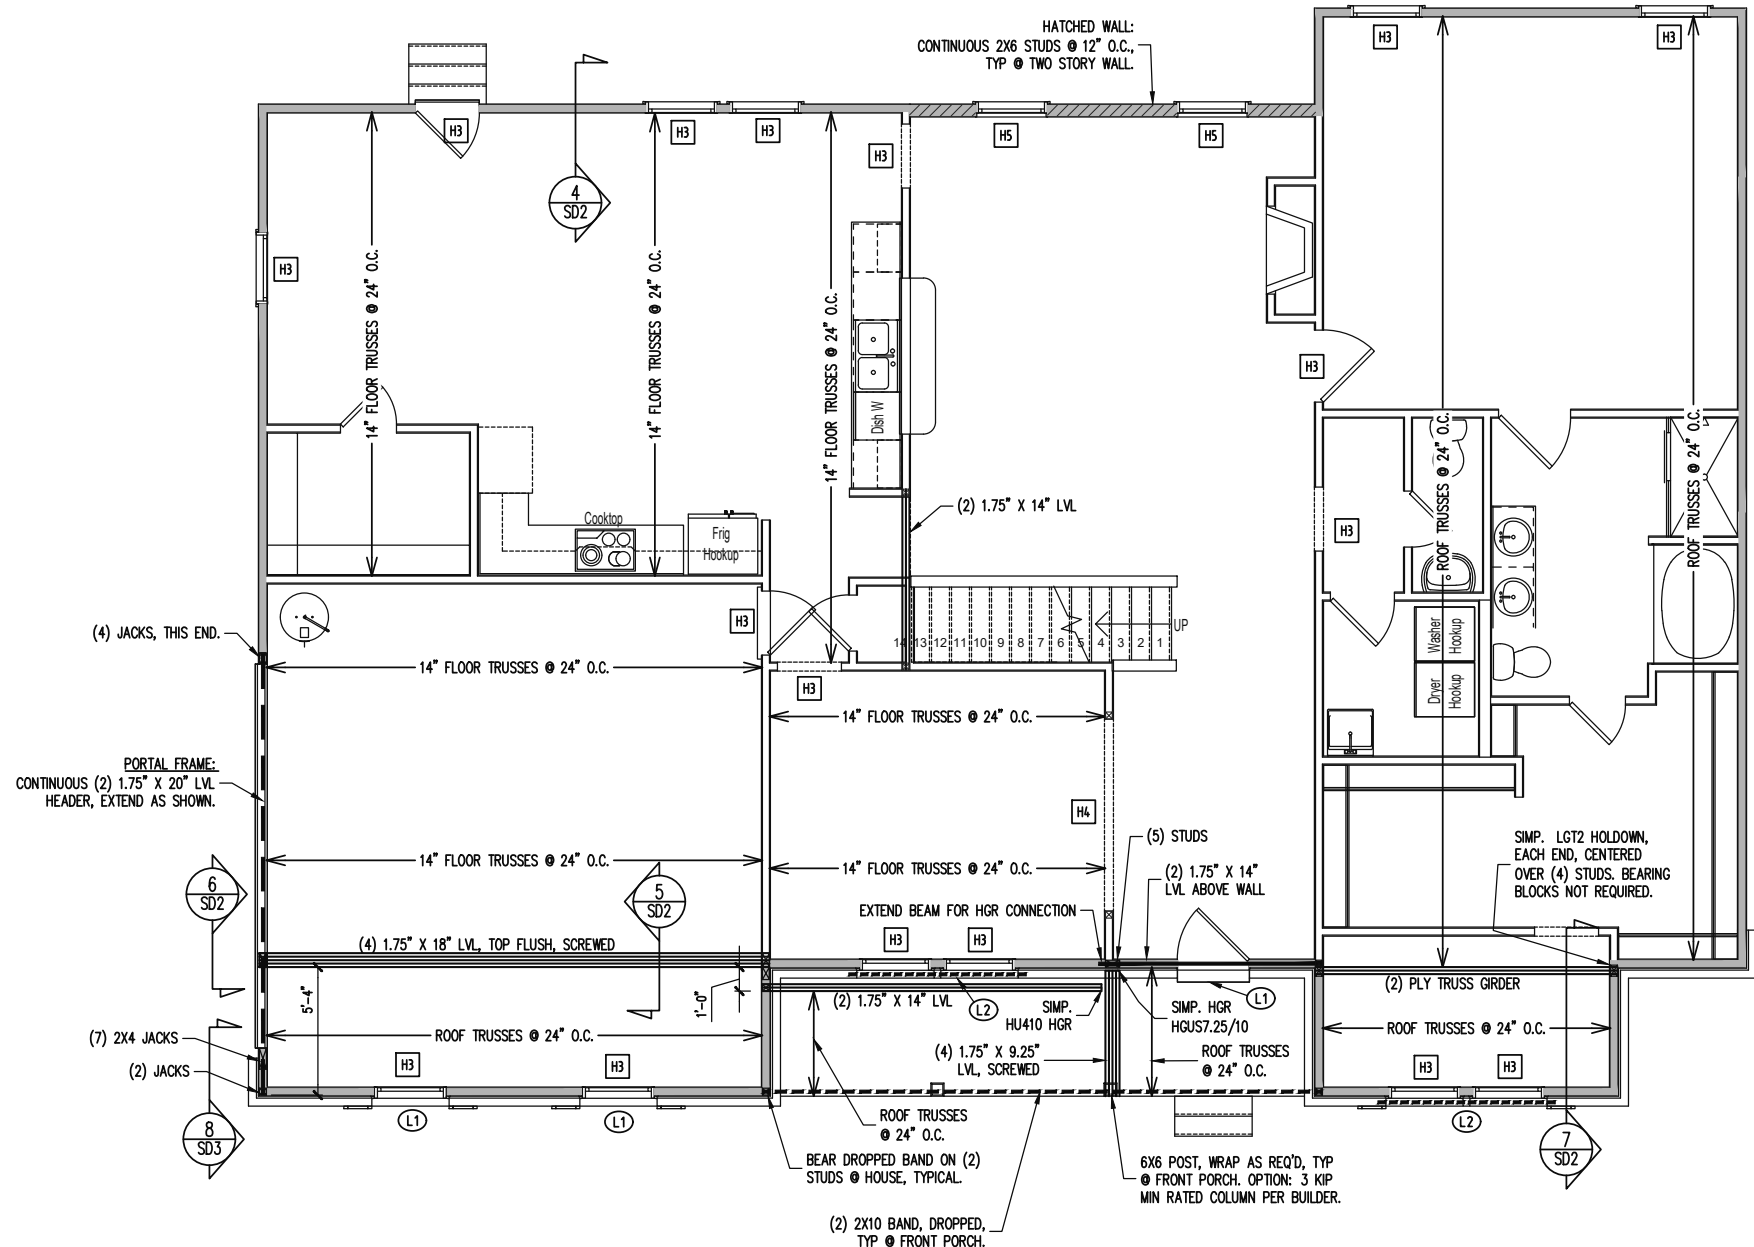 HATCHED WALL:
CONTINUOUS 2X6 STUDS @ 12" O.C.,
TYP @ TWO STORY WALL.
H3
H3
H3
H3
H3
H3
H5
H5
4
SD2
H3
14" FLOOR TRUSSES @ 24" O.C.
14" FLOOR TRUSSES @ 24" O.C.
14" FLOOR TRUSSES @ 24" O.C.
H3
Dish W
ROOF TRUSSES @ 24" O.C.
ROOF TRUSSES @ 24" O.C.
(2) 1.75" X 14" LVL
Cooktop
Frig
Hookup
H3
H3
14 13 12 11 10 9 8 7 6 5 4 3 2 1
UP
Washer
Hookup
Dryer
Hookup
(4) JACKS, THIS END.
14" FLOOR TRUSSES @ 24" O.C.
H3
14" FLOOR TRUSSES @ 24" O.C.
PORTAL FRAME:
CONTINUOUS (2) 1.75" X 20" LVL
HEADER, EXTEND AS SHOWN.
H4
(5) STUDS
SIMP. LGT2 HOLDOWN,
EACH END, CENTERED
OVER (4) STUDS. BEARING
BLOCKS NOT REQUIRED.
14" FLOOR TRUSSES @ 24" O.C.
14" FLOOR TRUSSES @ 24" O.C.
(2) 1.75" X 14"
LVL ABOVE WALL
6
SD2
5
SD2
EXTEND BEAM FOR HGR CONNECTION
(4) 1.75" X 18" LVL, TOP FLUSH, SCREWED
H3
H3
5'-4"
1'-0"
(2) 1.75" X 14" LVL
L2
L1
(2) PLY TRUSS GIRDER
SIMP.
HU410 HGR
SIMP. HGR
HGUS7.25/10
ROOF TRUSSES @ 24" O.C.
ROOF TRUSSES @ 24" O.C.
(7) 2X4 JACKS
(2) JACKS
H3
H3
(4) 1.75" X 9.25"
LVL, SCREWED
ROOF TRUSSES
@ 24" O.C.
H3
H3
L1
L1
L2
8
SD3
ROOF TRUSSES
@ 24" O.C.
7
SD2
BEAR DROPPED BAND ON (2)
STUDS @ HOUSE, TYPICAL.
6X6 POST, WRAP AS REQ'D, TYP
@ FRONT PORCH. OPTION: 3 KIP
MIN RATED COLUMN PER BUILDER.
(2) 2X10 BAND, DROPPED,
TYP @ FRONT PORCH.